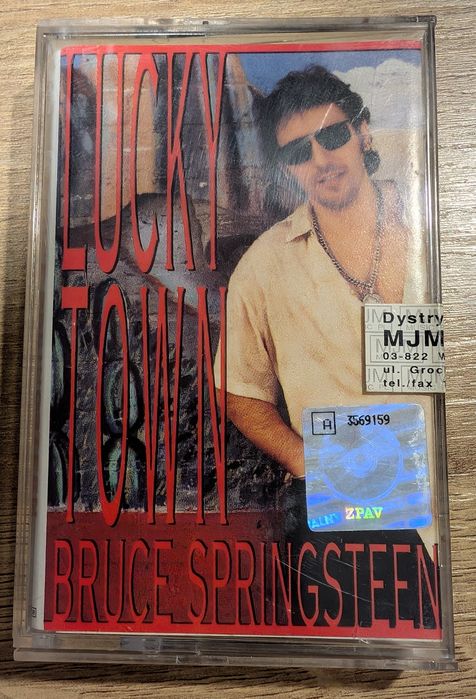 LUCKY
TOWN
BRUCE SPRINGSTEEN
Dystry
MJM
03-822 W
ul. Groc
tel./fax
A 3569159
ZPAV